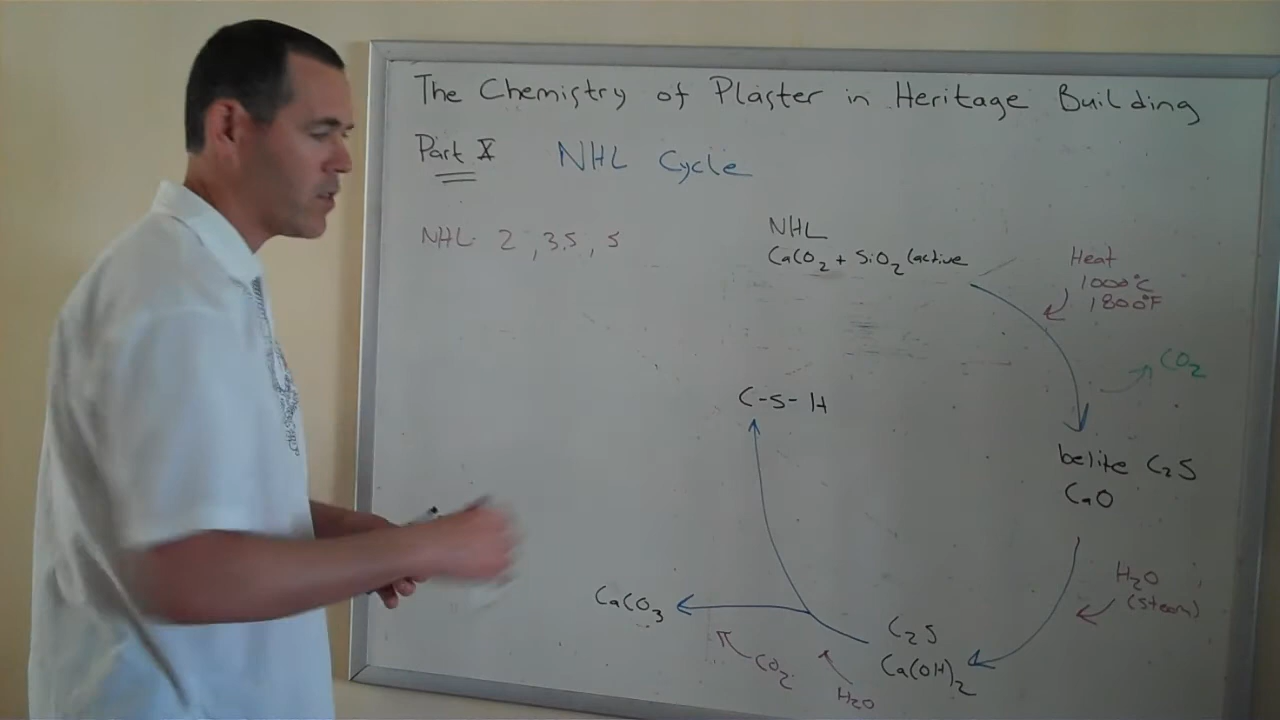 The Chemistry of Plaster in Heritage Building
Part X NHL Cycle
NHL 2, 3.5, 5
NHL
CaCO2 + SiO2 (active
Heat
1000°C
1800°F
CO2
C-S-H
belite C2S
CaO
H2O
(steam)
CaCO3
C2S
Ca(OH)2
CO2
H2O